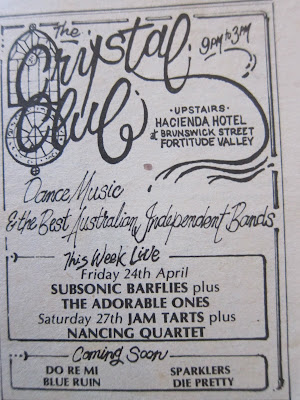 The
Crystal
Club
9PM to 3AM
· UPSTAIRS ·
HACIENDA HOTEL
at BRUNSWICK STREET
FORTITUDE VALLEY
Dance Music
& the Best Australian Independent Bands
This Week Live
Friday 24th April
SUBSONIC BARFLIES plus
THE ADORABLE ONES
Saturday 27th JAM TARTS plus
NANCING QUARTET
Coming Soon
DO RE MI
SPARKLERS
BLUE RUIN
DIE PRETTY